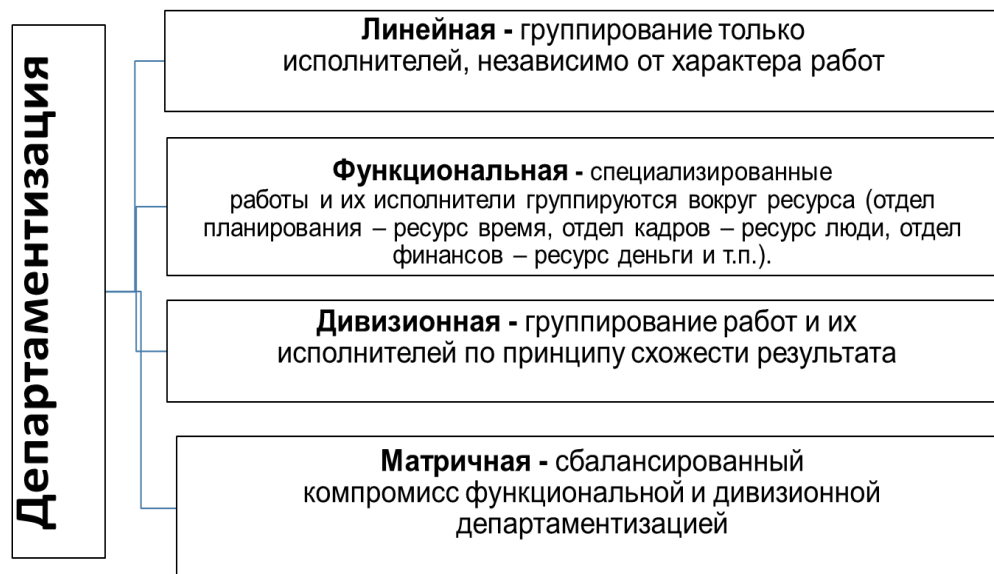 Департаментизация
Линейная - группирование только
исполнителей, независимо от характера работ
Функциональная - специализированные
работы и их исполнители группируются вокруг ресурса (отдел
планирования – ресурс время, отдел кадров – ресурс люди, отдел
финансов – ресурс деньги и т.п.).
Дивизионная - группирование работ и их
исполнителей по принципу схожести результата
Матричная - сбалансированный
компромисс функциональной и дивизионной
департаментизацией